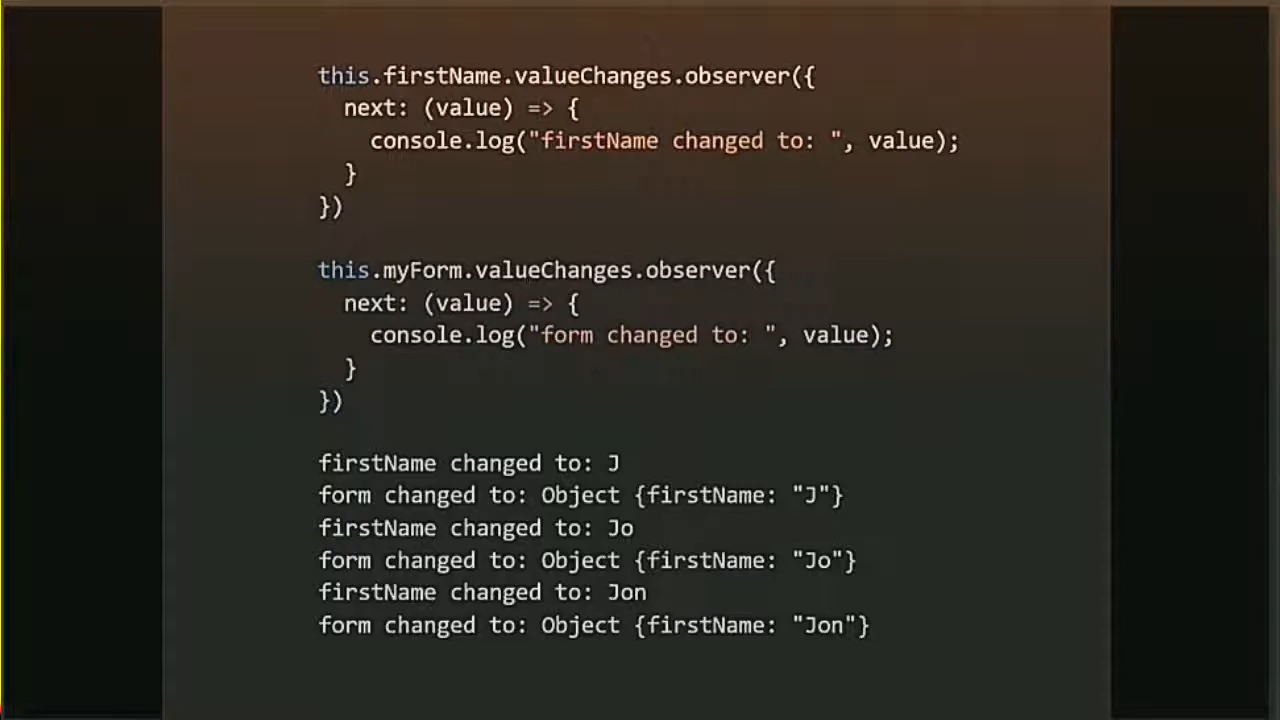 this.firstName.valueChanges.observer({
  next: (value) => {
    console.log("firstName changed to: ", value);
  }
})
this.myForm.valueChanges.observer({
  next: (value) => {
    console.log("form changed to: ", value);
  }
})
firstName changed to: J
form changed to: Object {firstName: "J"}
firstName changed to: Jo
form changed to: Object {firstName: "Jo"}
firstName changed to: Jon
form changed to: Object {firstName: "Jon"}